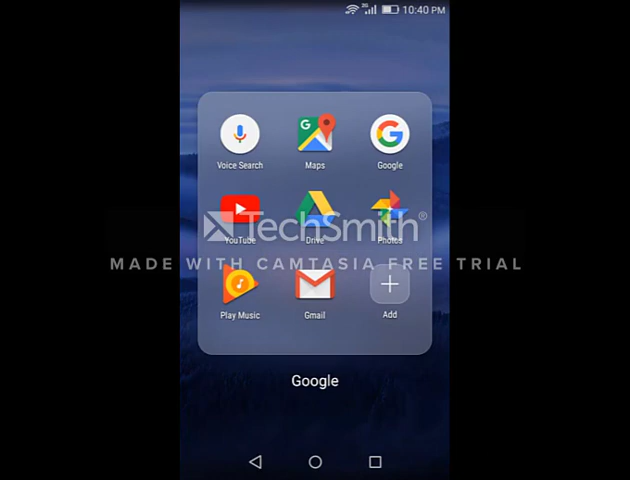 3G 10:40 PM
G
Voice Search Maps Google
TechSmith®
YouTube Drive Photos
MADE WITH CAMTASIA FREE TRIAL
Play Music Gmail Add
Google